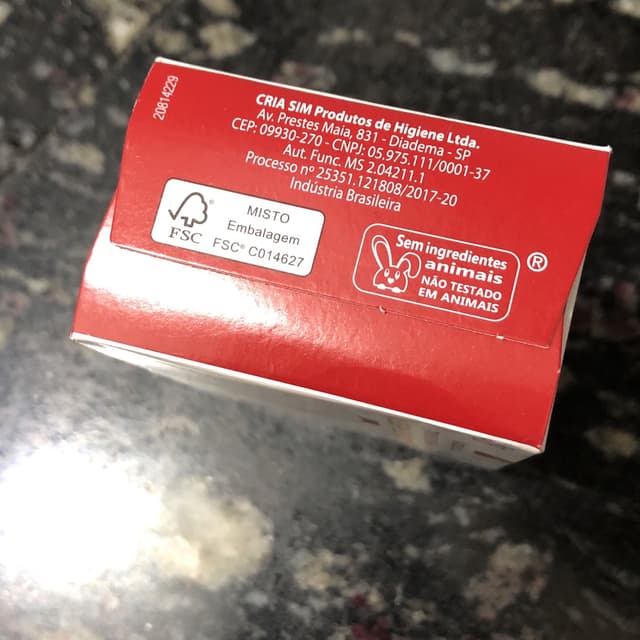 20814229
CRIA SIM Produtos de Higiene Ltda.
Av. Prestes Maia, 831 - Diadema - SP
CEP: 09930-270 - CNPJ: 05.975.111/0001-37
Aut. Func. MS 2.04211.1
Processo nº 25351.121808/2017-20
Indústria Brasileira
FSC
MISTO
Embalagem
FSC® C014627
Sem ingredientes
animais
NÃO TESTADO
EM ANIMAIS
®